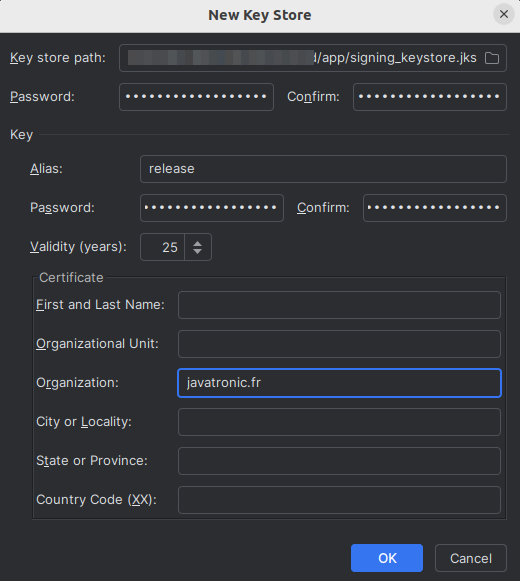 New Key Store
Key store path: d/app/signing_keystore.jks
Password: •••••••••••••••• Confirm: ••••••••••••••••
Key
Alias: release
Password: •••••••••••••••• Confirm: ••••••••••••••••
Validity (years): 25
Certificate
First and Last Name:
Organizational Unit:
Organization: javatronic.fr
City or Locality:
State or Province:
Country Code (XX):
OK Cancel